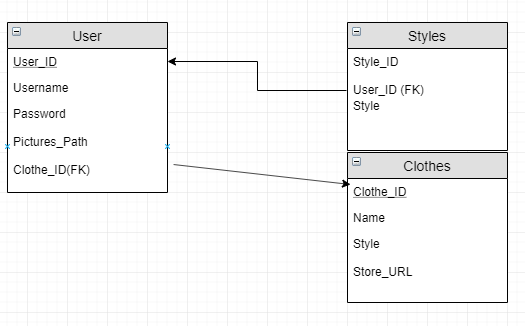 User
User_ID
Username
Password
Pictures_Path
Clothe_ID(FK)
Styles
Style_ID
User_ID (FK)
Style
Clothes
Clothe_ID
Name
Style
Store_URL